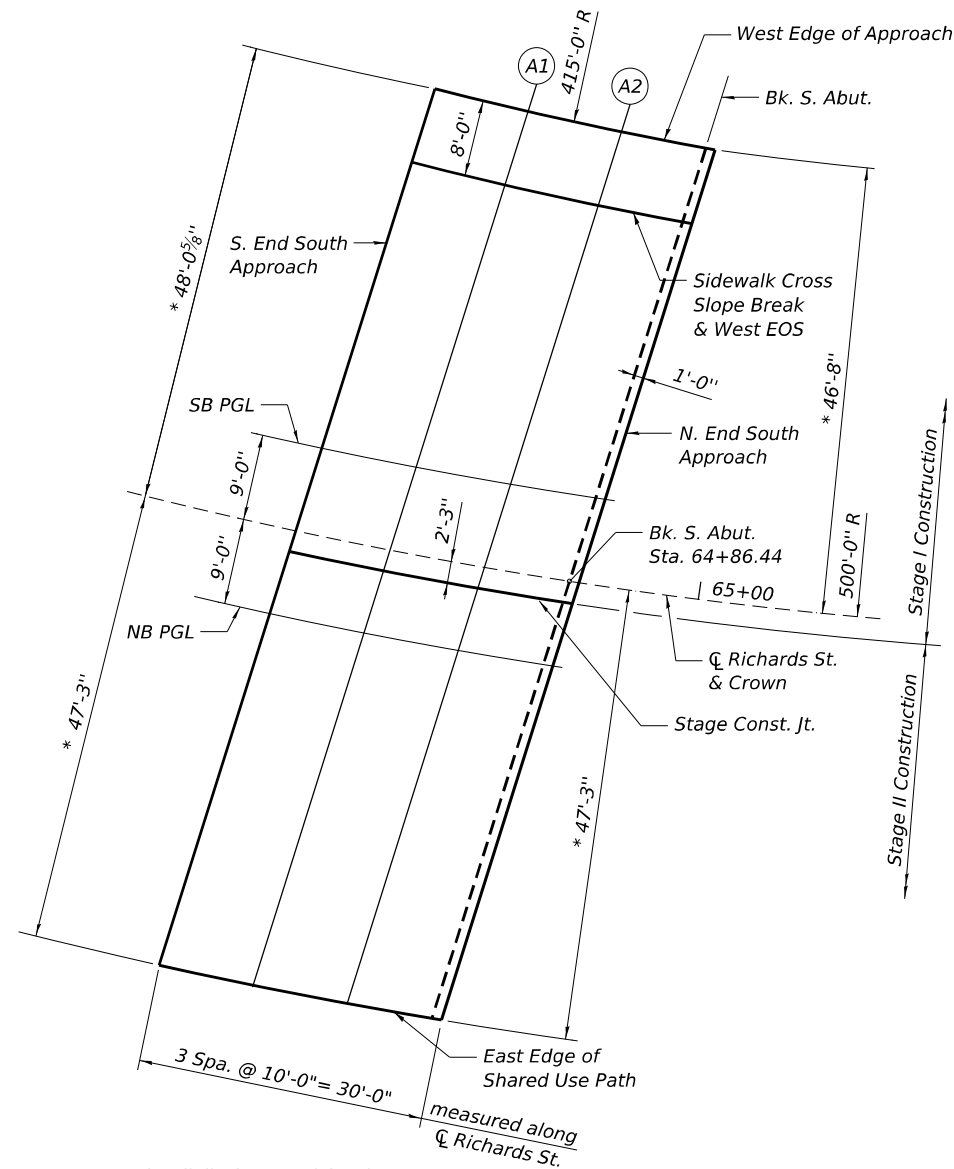 West Edge of Approach
A1
415'-0" R
A2
Bk. S. Abut.
8'-0"
S. End South
Approach
* 48'-0⅝"
Sidewalk Cross
Slope Break
& West EOS
1'-0"
* 46'-8"
SB PGL
N. End South
Approach
9'-0"
2'-3"
Bk. S. Abut.
Sta. 64+86.44
Stage I Construction
500'-0" R
9'-0"
65+00
NB PGL
℄ Richards St.
& Crown
* 47'-3"
Stage Const. Jt.
Stage II Construction
* 47'-3"
East Edge of
Shared Use Path
3 Spa. @ 10'-0"= 30'-0"
measured along
℄ Richards St.